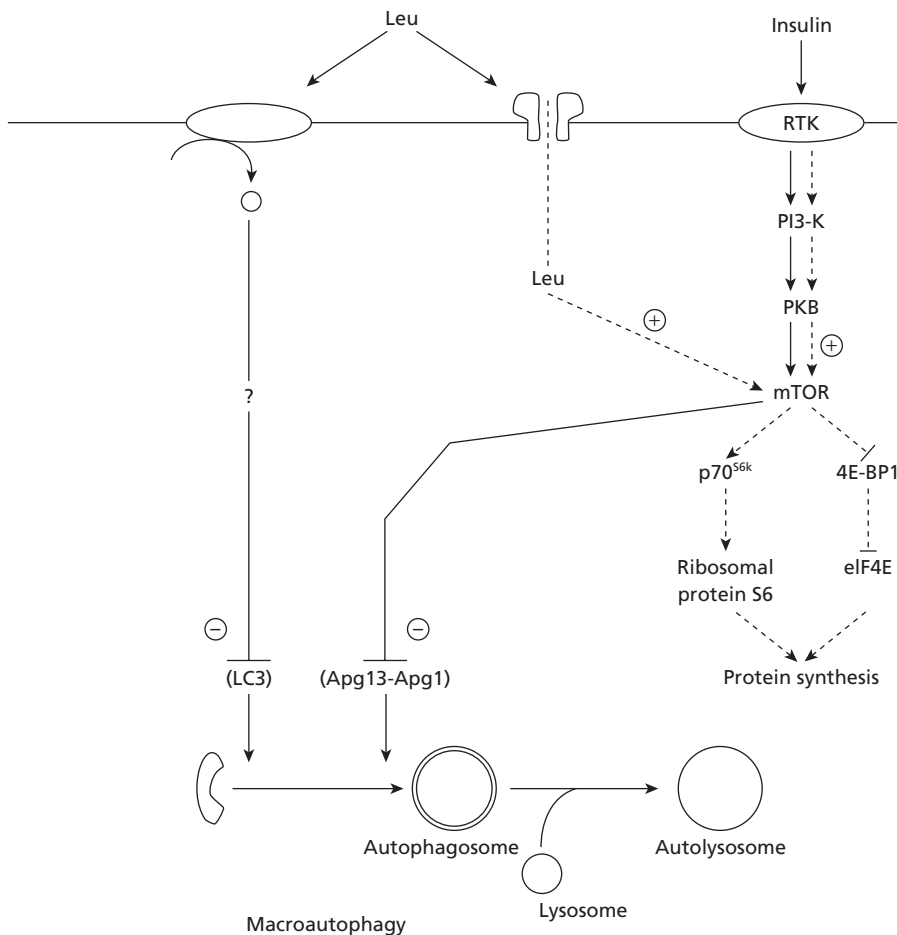 Leu
Insulin
RTK
PI3-K
Leu
PKB
+
+
?
mTOR
p70S6k
4E-BP1
Ribosomal
protein S6
elF4E
−
−
(LC3)
(Apg13-Apg1)
Protein synthesis
Autophagosome
Autolysosome
Lysosome
Macroautophagy